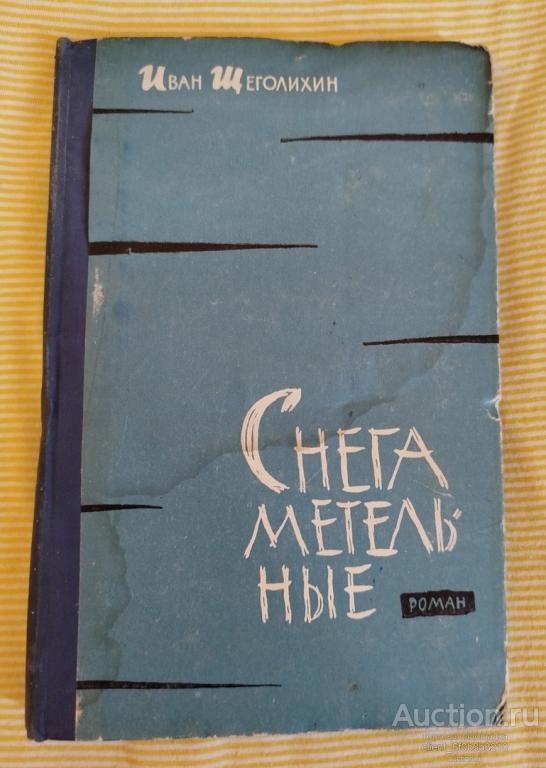 Иван Щеголихин
Снега
метель-
ные
роман
Auction.ru